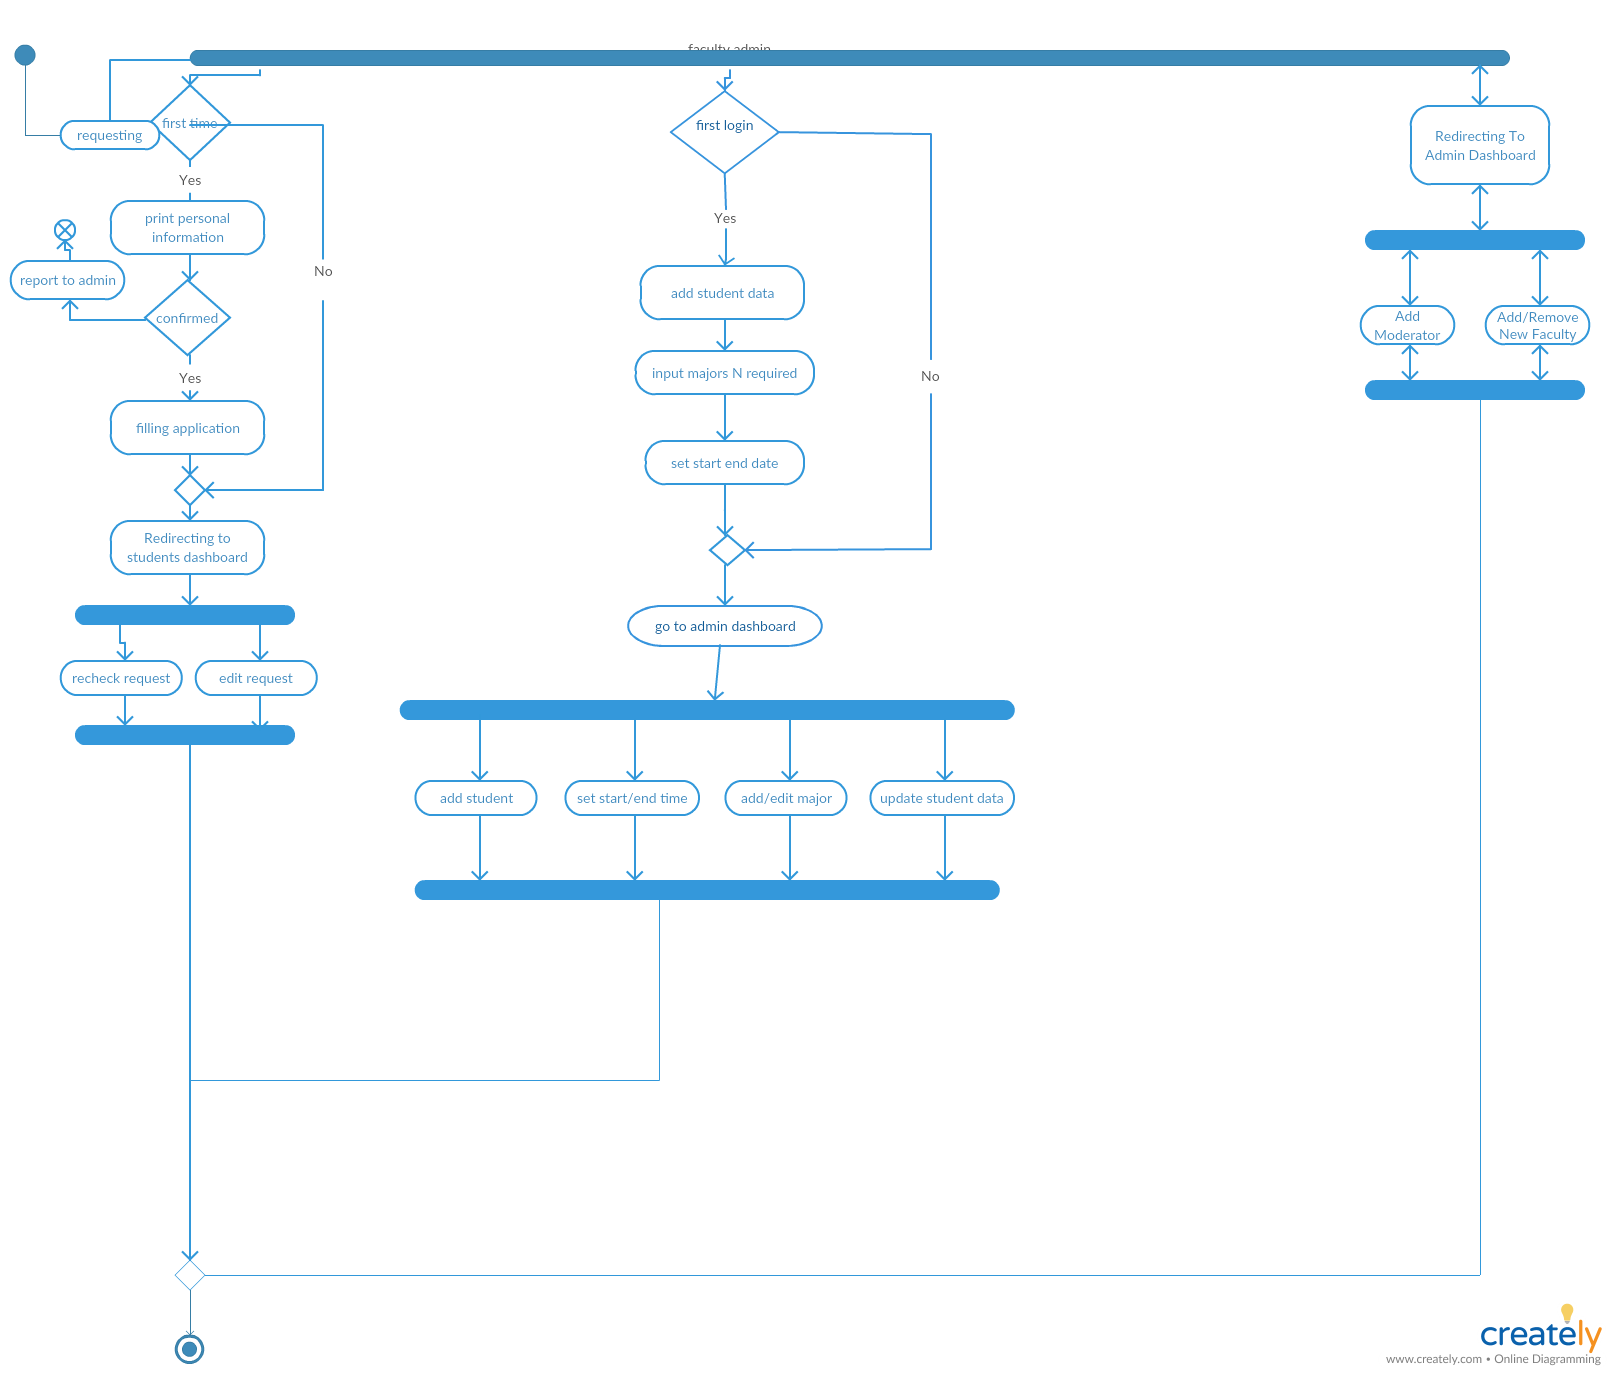 faculty admin
first time
requesting
Yes
print personal
information
report to admin
No
confirmed
Yes
filling application
Redirecting to
students dashboard
recheck request
edit request
first login
Yes
add student data
input majors N required
No
set start end date
go to admin dashboard
add student
set start/end time
add/edit major
update student data
Redirecting To
Admin Dashboard
Add
Moderator
Add/Remove
New Faculty
creately
www.creately.com • Online Diagramming